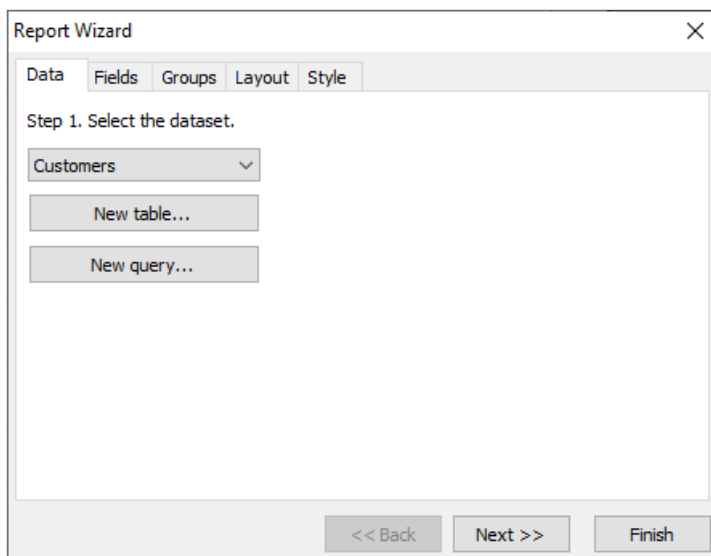 Report Wizard
Data Fields Groups Layout Style
Step 1. Select the dataset.
Customers
New table...
New query...
<< Back Next >> Finish